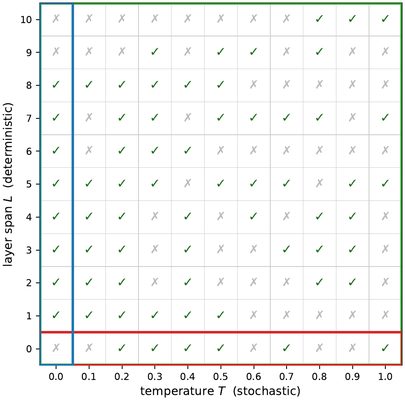 layer span L (deterministic)
10 ✗ ✗ ✗ ✗ ✗ ✗ ✗ ✗ ✓ ✓ ✓
9 ✗ ✗ ✗ ✓ ✗ ✓ ✓ ✗ ✓ ✗ ✗
8 ✓ ✓ ✓ ✓ ✓ ✓ ✗ ✗ ✗ ✗ ✗
7 ✓ ✗ ✓ ✓ ✗ ✓ ✓ ✓ ✓ ✗ ✓
6 ✓ ✗ ✓ ✓ ✓ ✗ ✗ ✗ ✗ ✗ ✗
5 ✓ ✓ ✓ ✓ ✗ ✓ ✓ ✓ ✗ ✓ ✓
4 ✓ ✓ ✓ ✗ ✓ ✗ ✓ ✗ ✓ ✓ ✗
3 ✓ ✓ ✓ ✗ ✓ ✗ ✗ ✓ ✓ ✓ ✗
2 ✓ ✓ ✓ ✗ ✓ ✗ ✗ ✗ ✓ ✓ ✗
1 ✓ ✓ ✓ ✓ ✓ ✓ ✗ ✗ ✗ ✗ ✗
0 ✗ ✗ ✓ ✓ ✓ ✓ ✗ ✓ ✗ ✗ ✓
0.0 0.1 0.2 0.3 0.4 0.5 0.6 0.7 0.8 0.9 1.0
temperature T (stochastic)